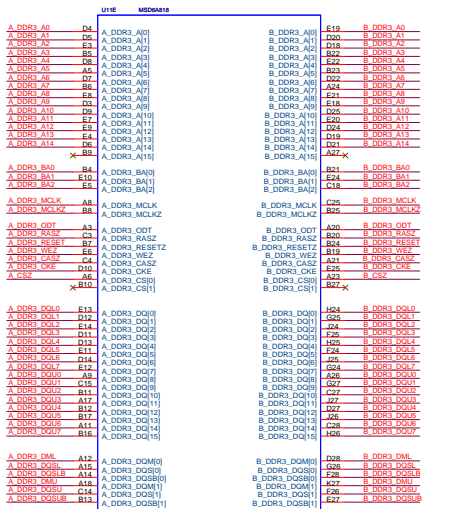 U11E MSD6A818
A_DDR3_A0 D4 A_DDR3_A[0] B_DDR3_A[0] E19 B_DDR3_A0
A_DDR3_A1 D5 A_DDR3_A[1] B_DDR3_A[1] D20 B_DDR3_A1
A_DDR3_A2 E3 A_DDR3_A[2] B_DDR3_A[2] D18 B_DDR3_A2
A_DDR3_A3 B5 A_DDR3_A[3] B_DDR3_A[3] B22 B_DDR3_A3
A_DDR3_A4 D8 A_DDR3_A[4] B_DDR3_A[4] E22 B_DDR3_A4
A_DDR3_A5 A5 A_DDR3_A[5] B_DDR3_A[5] B23 B_DDR3_A5
A_DDR3_A6 D7 A_DDR3_A[6] B_DDR3_A[6] D22 B_DDR3_A6
A_DDR3_A7 B6 A_DDR3_A[7] B_DDR3_A[7] A24 B_DDR3_A7
A_DDR3_A8 E8 A_DDR3_A[8] B_DDR3_A[8] E21 B_DDR3_A8
A_DDR3_A9 D3 A_DDR3_A[9] B_DDR3_A[9] E18 B_DDR3_A9
A_DDR3_A10 D9 A_DDR3_A[10] B_DDR3_A[10] D25 B_DDR3_A10
A_DDR3_A11 E7 A_DDR3_A[11] B_DDR3_A[11] E20 B_DDR3_A11
A_DDR3_A12 E9 A_DDR3_A[12] B_DDR3_A[12] D24 B_DDR3_A12
A_DDR3_A13 E4 A_DDR3_A[13] B_DDR3_A[13] D19 B_DDR3_A13
A_DDR3_A14 D6 A_DDR3_A[14] B_DDR3_A[14] D21 B_DDR3_A14
B9 A_DDR3_A[15] B_DDR3_A[15] A27
A_DDR3_BA0 B4 A_DDR3_BA[0] B_DDR3_BA[0] B21 B_DDR3_BA0
A_DDR3_BA1 E10 A_DDR3_BA[1] B_DDR3_BA[1] E24 B_DDR3_BA1
A_DDR3_BA2 E5 A_DDR3_BA[2] B_DDR3_BA[2] C18 B_DDR3_BA2
A_DDR3_MCLK A8 A_DDR3_MCLK B_DDR3_MCLK C25 B_DDR3_MCLK
A_DDR3_MCLKZ B8 A_DDR3_MCLKZ B_DDR3_MCLKZ B25 B_DDR3_MCLKZ
A_DDR3_ODT A3 A_DDR3_ODT B_DDR3_ODT A20 B_DDR3_ODT
A_DDR3_RASZ C3 A_DDR3_RASZ B_DDR3_RASZ B20 B_DDR3_RASZ
A_DDR3_RESET B7 A_DDR3_RESETZ B_DDR3_RESETZ B24 B_DDR3_RESET
A_DDR3_WEZ E6 A_DDR3_WEZ B_DDR3_WEZ B19 B_DDR3_WEZ
A_DDR3_CASZ C4 A_DDR3_CASZ B_DDR3_CASZ A21 B_DDR3_CASZ
A_DDR3_CKE D10 A_DDR3_CKE B_DDR3_CKE E25 B_DDR3_CKE
A_CSZ A6 A_DDR3_CS[0] B_DDR3_CS[0] A23 B_CSZ
B10 A_DDR3_CS[1] B_DDR3_CS[1] B27
A_DDR3_DQL0 E13 A_DDR3_DQ[0] B_DDR3_DQ[0] H24 B_DDR3_DQL0
A_DDR3_DQL1 D12 A_DDR3_DQ[1] B_DDR3_DQ[1] G25 B_DDR3_DQL1
A_DDR3_DQL2 E14 A_DDR3_DQ[2] B_DDR3_DQ[2] J24 B_DDR3_DQL2
A_DDR3_DQL3 D11 A_DDR3_DQ[3] B_DDR3_DQ[3] F25 B_DDR3_DQL3
A_DDR3_DQL4 D13 A_DDR3_DQ[4] B_DDR3_DQ[4] H25 B_DDR3_DQL4
A_DDR3_DQL5 E11 A_DDR3_DQ[5] B_DDR3_DQ[5] F24 B_DDR3_DQL5
A_DDR3_DQL6 D14 A_DDR3_DQ[6] B_DDR3_DQ[6] J25 B_DDR3_DQL6
A_DDR3_DQL7 E12 A_DDR3_DQ[7] B_DDR3_DQ[7] G24 B_DDR3_DQL7
A_DDR3_DQU0 A9 A_DDR3_DQ[8] B_DDR3_DQ[8] A26 B_DDR3_DQU0
A_DDR3_DQU1 C15 A_DDR3_DQ[9] B_DDR3_DQ[9] G27 B_DDR3_DQU1
A_DDR3_DQU2 B11 A_DDR3_DQ[10] B_DDR3_DQ[10] C27 B_DDR3_DQU2
A_DDR3_DQU3 A17 A_DDR3_DQ[11] B_DDR3_DQ[11] J27 B_DDR3_DQU3
A_DDR3_DQU4 B12 A_DDR3_DQ[12] B_DDR3_DQ[12] D27 B_DDR3_DQU4
A_DDR3_DQU5 B17 A_DDR3_DQ[13] B_DDR3_DQ[13] J26 B_DDR3_DQU5
A_DDR3_DQU6 A11 A_DDR3_DQ[14] B_DDR3_DQ[14] C28 B_DDR3_DQU6
A_DDR3_DQU7 B16 A_DDR3_DQ[15] B_DDR3_DQ[15] H26 B_DDR3_DQU7
A_DDR3_DML A12 A_DDR3_DQM[0] B_DDR3_DQM[0] D28 B_DDR3_DML
A_DDR3_DQSL A15 A_DDR3_DQS[0] B_DDR3_DQS[0] G26 B_DDR3_DQSL
A_DDR3_DQSLB A14 A_DDR3_DQSB[0] B_DDR3_DQSB[0] F28 B_DDR3_DQSLB
A_DDR3_DMU A18 A_DDR3_DQM[1] B_DDR3_DQM[1] K27 B_DDR3_DMU
A_DDR3_DQSU C14 A_DDR3_DQS[1] B_DDR3_DQS[1] F26 B_DDR3_DQSU
A_DDR3_DQSUB B13 A_DDR3_DQSB[1] B_DDR3_DQSB[1] E27 B_DDR3_DQSUB